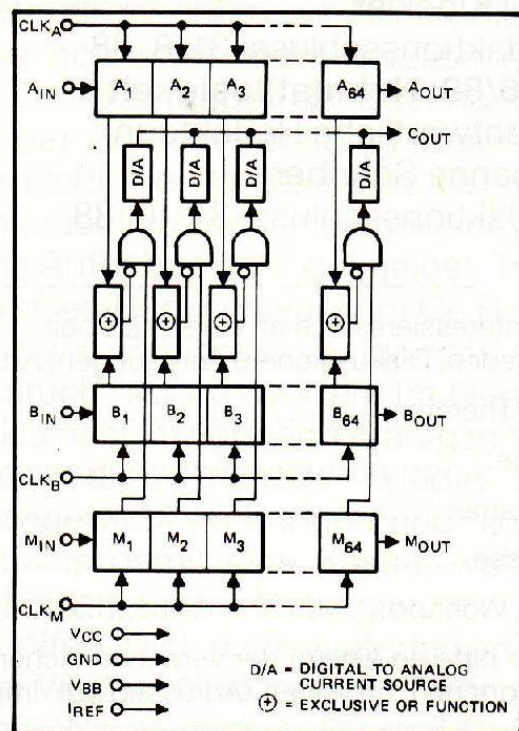 CLKA
AIN A1 A2 A3 A64 AOUT
COUT
D/A D/A D/A D/A
⊕ ⊕ ⊕ ⊕
BIN B1 B2 B3 B64 BOUT
CLKB
MIN M1 M2 M3 M64 MOUT
CLKM
VCC
GND
VBB
IREF
D/A = DIGITAL TO ANALOG
CURRENT SOURCE
⊕ = EXCLUSIVE OR FUNCTION